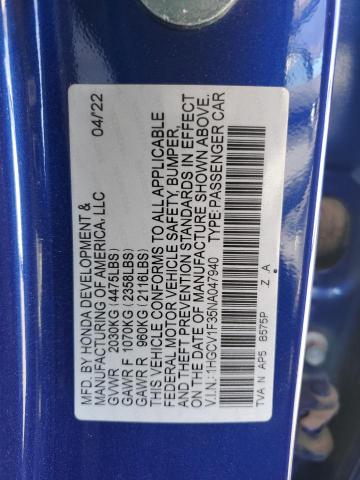 MFD. BY HONDA DEVELOPMENT & 04/22
MANUFACTURING OF AMERICA, LLC
GVWR 2030KG(4475LBS)
GAWR F 1070KG(2358LBS)
GAWR R 960KG(2116LBS)
THIS VEHICLE CONFORMS TO ALL APPLICABLE
FEDERAL MOTOR VEHICLE SAFETY, BUMPER,
AND THEFT PREVENTION STANDARDS IN EFFECT
ON THE DATE OF MANUFACTURE SHOWN ABOVE.
V.I.N.:1HGCV1F35NA047940 TYPE:PASSENGER CAR
TVA N AP5 B575P Z A